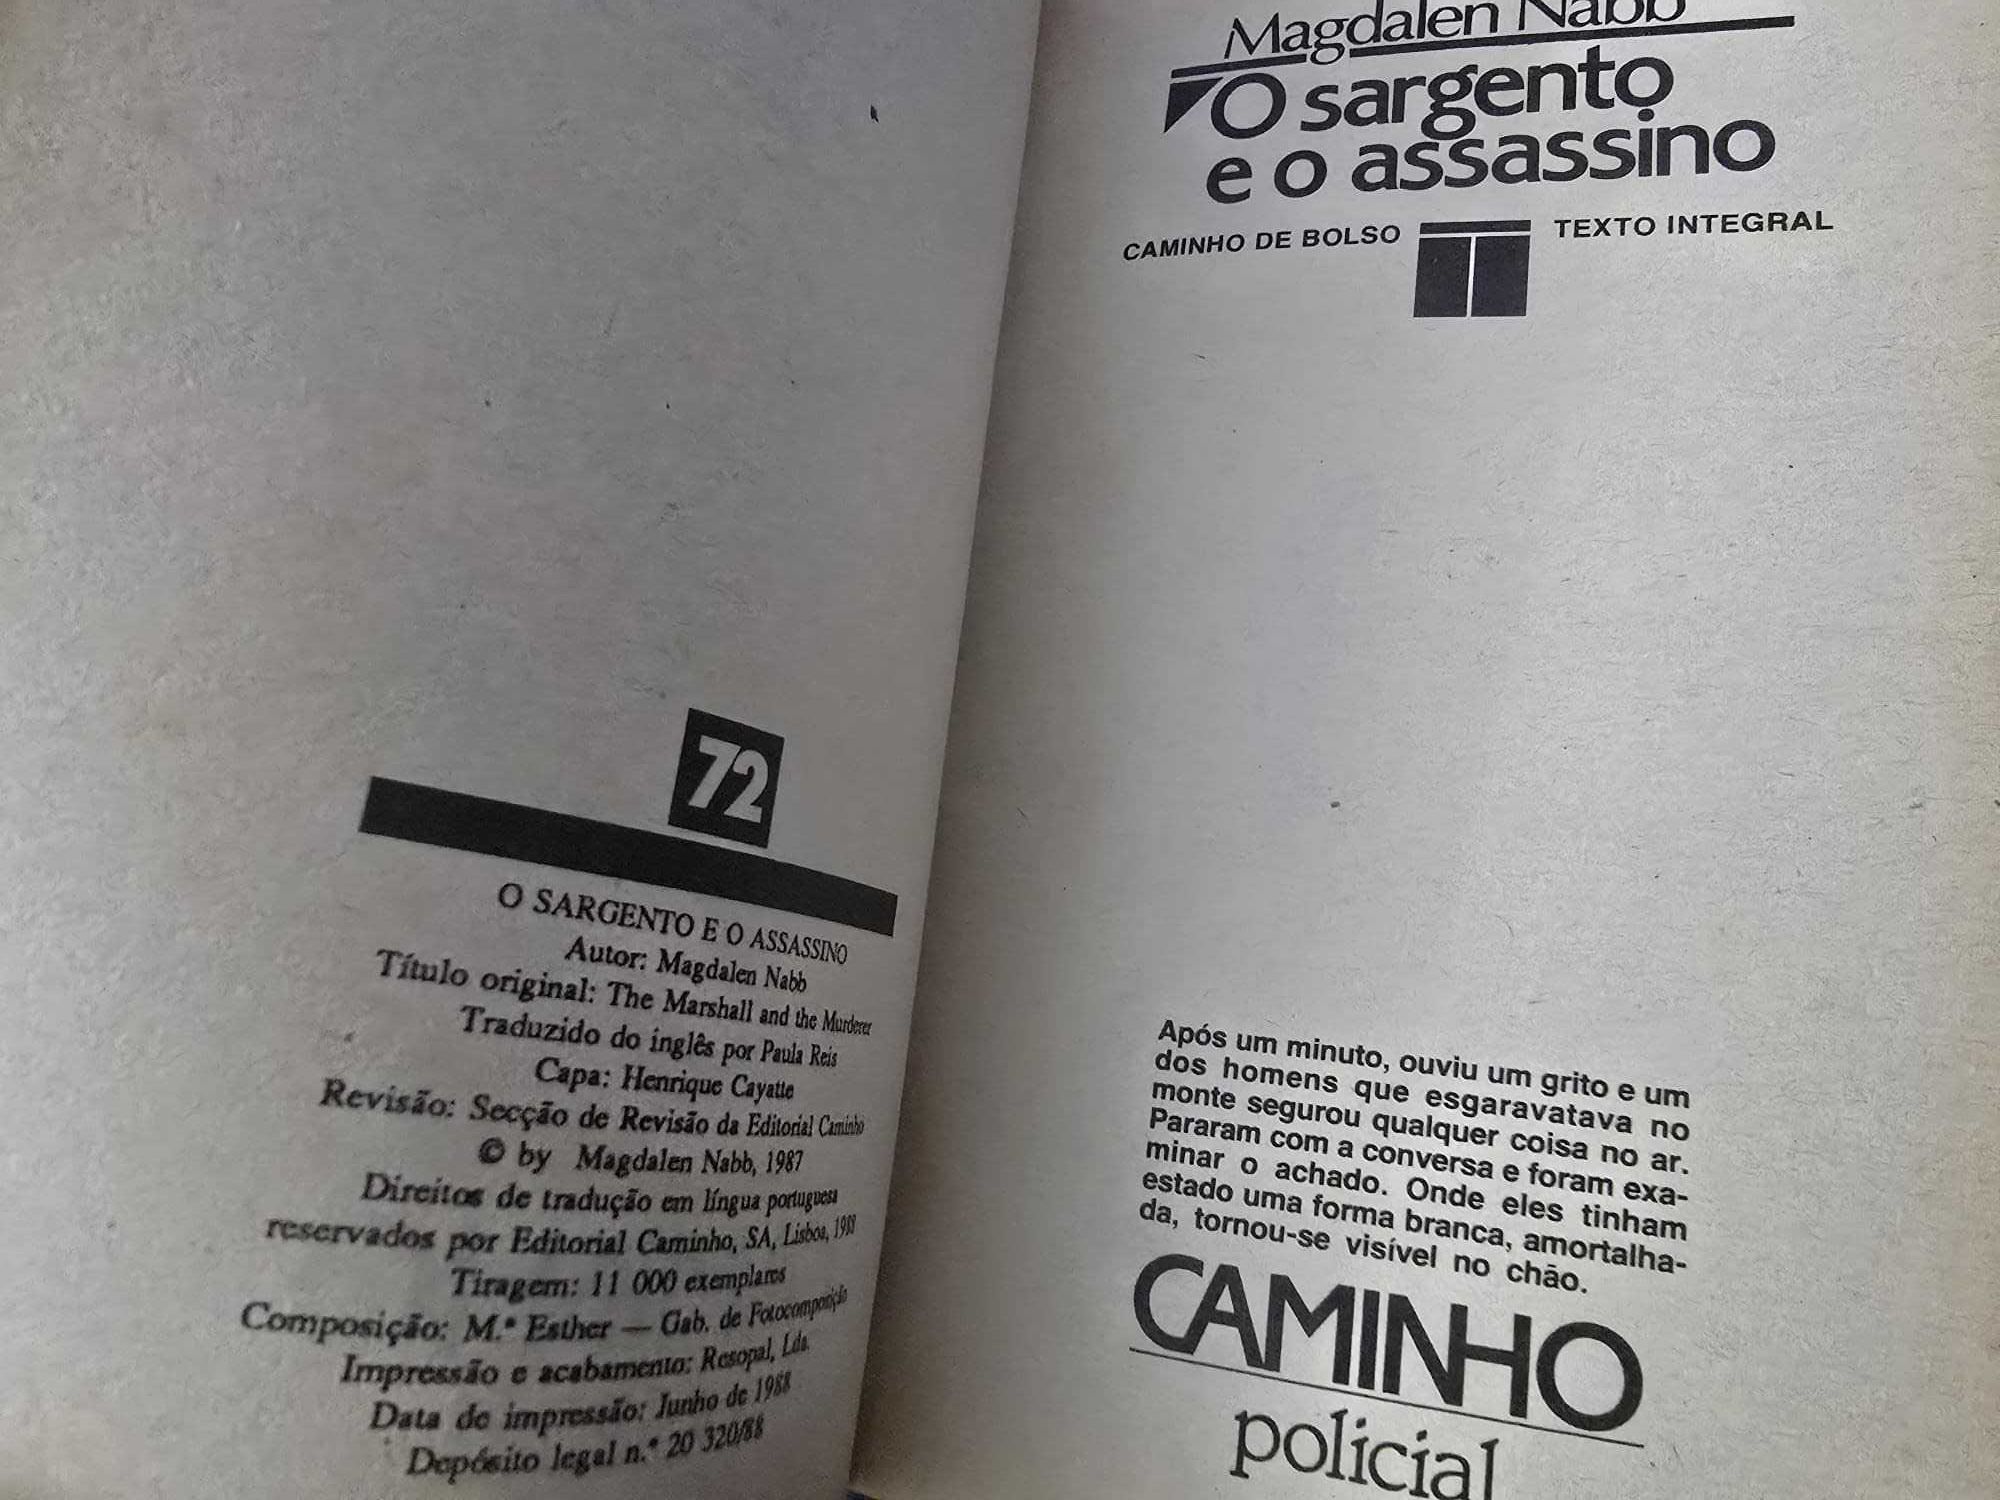 72
O SARGENTO E O ASSASSINO
Autor: Magdalen Nabb
Título original: The Marshall and the Murderer
Traduzido do inglês por Paula Reis
Capa: Henrique Cayatte
Revisão: Secção de Revisão da Editorial Caminho
© by Magdalen Nabb, 1987
Direitos de tradução em língua portuguesa
reservados por Editorial Caminho, SA, Lisboa, 1988
Tiragem: 11 000 exemplares
Composição: M.ª Esther — Gab. de Fotocomposição
Impressão e acabamento: Resopal, Lda.
Data de impressão: Junho de 1988
Depósito legal n.º 20 320/88
Magdalen Nabb
O sargento
e o assassino
CAMINHO DE BOLSO TEXTO INTEGRAL
Após um minuto, ouviu um grito e um
dos homens que esgaravatava no
monte segurou qualquer coisa no ar.
Pararam com a conversa e foram exa-
minar o achado. Onde eles tinham
estado uma forma branca, amortalha-
da, tornou-se visível no chão.
CAMINHO
policial